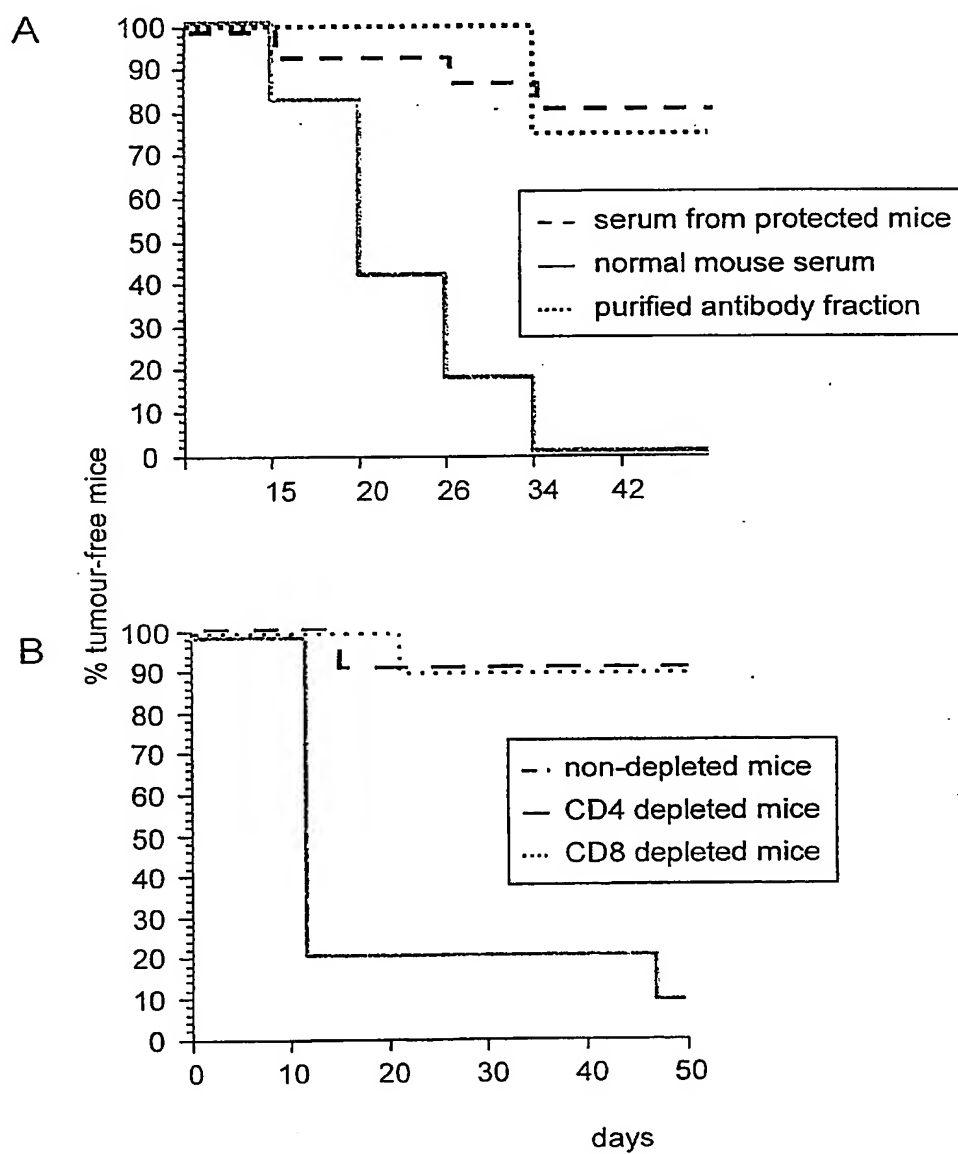 A
100
90
80
70
60
50
40
30
20
10
0
15 20 26 34 42
serum from protected mice
normal mouse serum
purified antibody fraction
% tumour-free mice
B
100
90
80
70
60
50
40
30
20
10
0
0 10 20 30 40 50
non-depleted mice
CD4 depleted mice
CD8 depleted mice
days